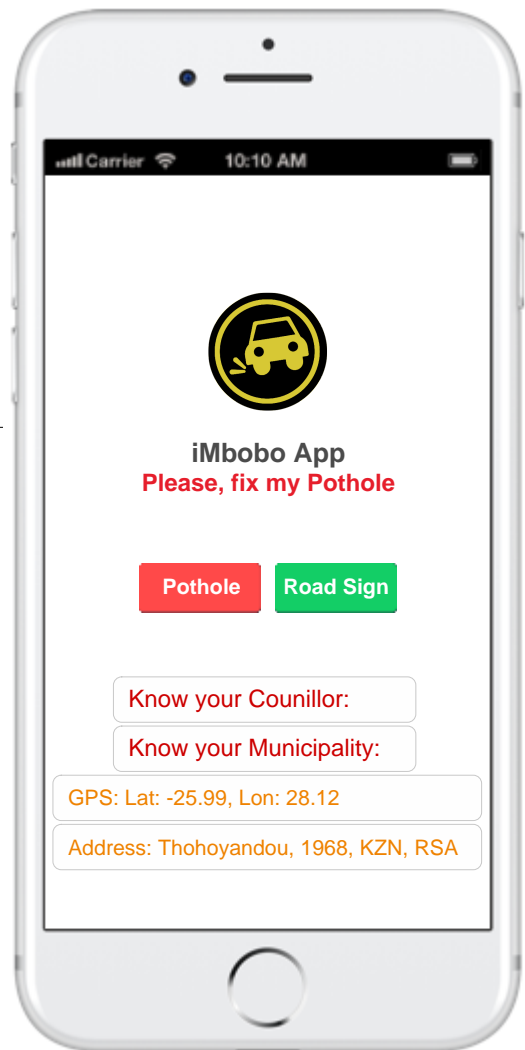 Carrier 10:10 AM
iMbobo App
Please, fix my Pothole
Pothole Road Sign
Know your Counillor:
Know your Municipality:
GPS: Lat: -25.99, Lon: 28.12
Address: Thohoyandou, 1968, KZN, RSA